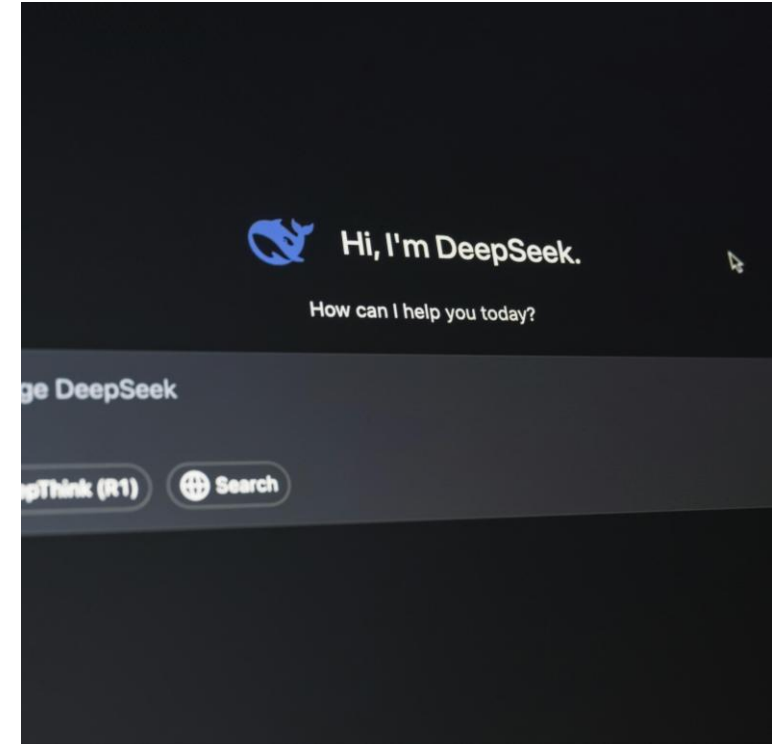 Hi, I'm DeepSeek.
How can I help you today?
ge DeepSeek
pThink (R1)
Search